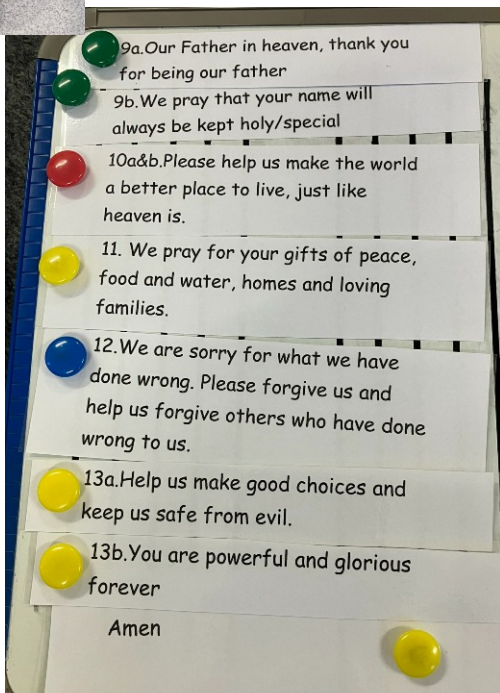 9a.Our Father in heaven, thank you
for being our father
9b.We pray that your name will
always be kept holy/special
10a&b.Please help us make the world
a better place to live, just like
heaven is.
11. We pray for your gifts of peace,
food and water, homes and loving
families.
12.We are sorry for what we have
done wrong. Please forgive us and
help us forgive others who have done
wrong to us.
13a.Help us make good choices and
keep us safe from evil.
13b.You are powerful and glorious
forever
Amen